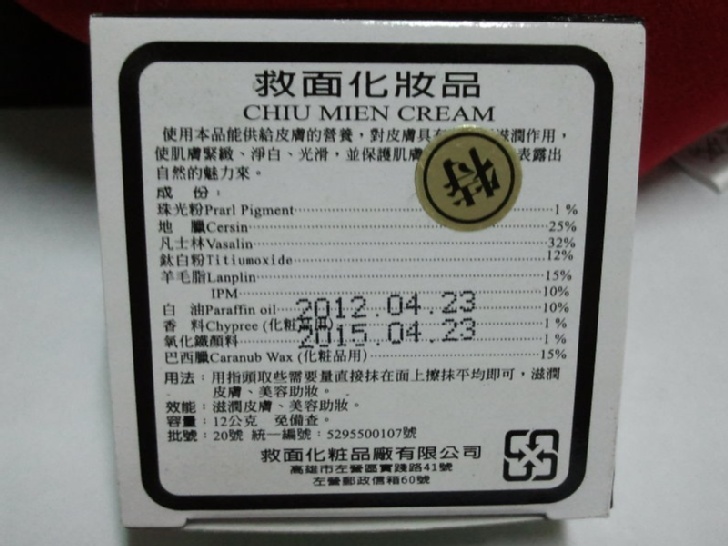 救面化妝品
CHIU MIEN CREAM
使用本品能供給皮膚的營養，對皮膚具 滋潤作用，
使肌膚緊緻、淨白、光滑，並保護肌膚 表露出
自然的魅力來。
特
成 份：
珠光粉Prarl Pigment 1 %
地 臘Cersin 25%
凡士林Vasalin 32%
鈦白粉Titiumoxide 12%
羊毛脂Lanplin 15%
IPM 10%
白 油Paraffin oil 10%
2012.04.23
香 料Chypree (化粧品用) 1 %
2015.04.23
氧化鐵顏料 1 %
巴西臘Caranub Wax (化粧品用) 15%
用法：用指頭取些需要量直接抹在面上擦抹平均即可，滋潤
皮膚、美容助妝。
效能：滋潤皮膚、美容助妝。
容量：12公克 免備查。
批號：20號 統一編號：5295500107號
救面化粧品廠有限公司
高雄市左營區實踐路41號
左營郵政信箱60號